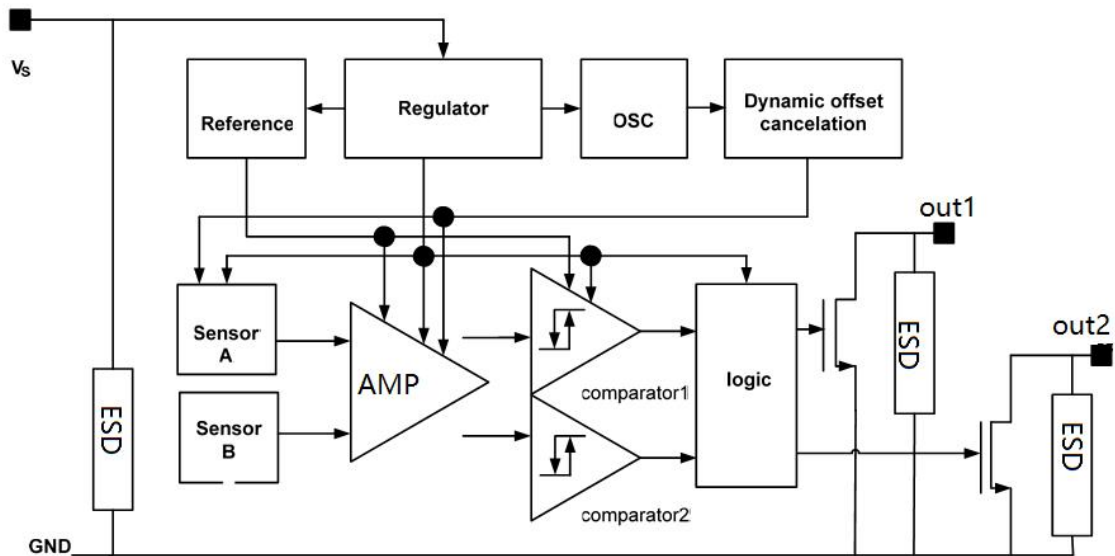 Vs
Reference
Regulator
OSC
Dynamic offset
cancelation
out1
out2
Sensor
A
AMP
Sensor
B
comparator1
comparator2
logic
ESD
ESD
ESD
GND